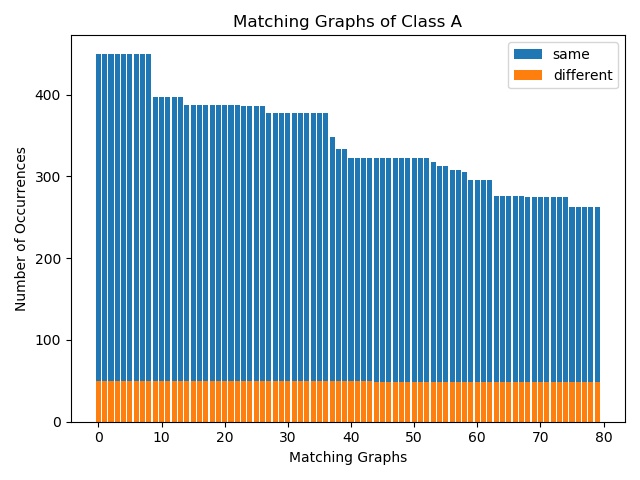 Matching Graphs of Class A
same
different
Number of Occurrences
400
300
200
100
0
0 10 20 30 40 50 60 70 80
Matching Graphs